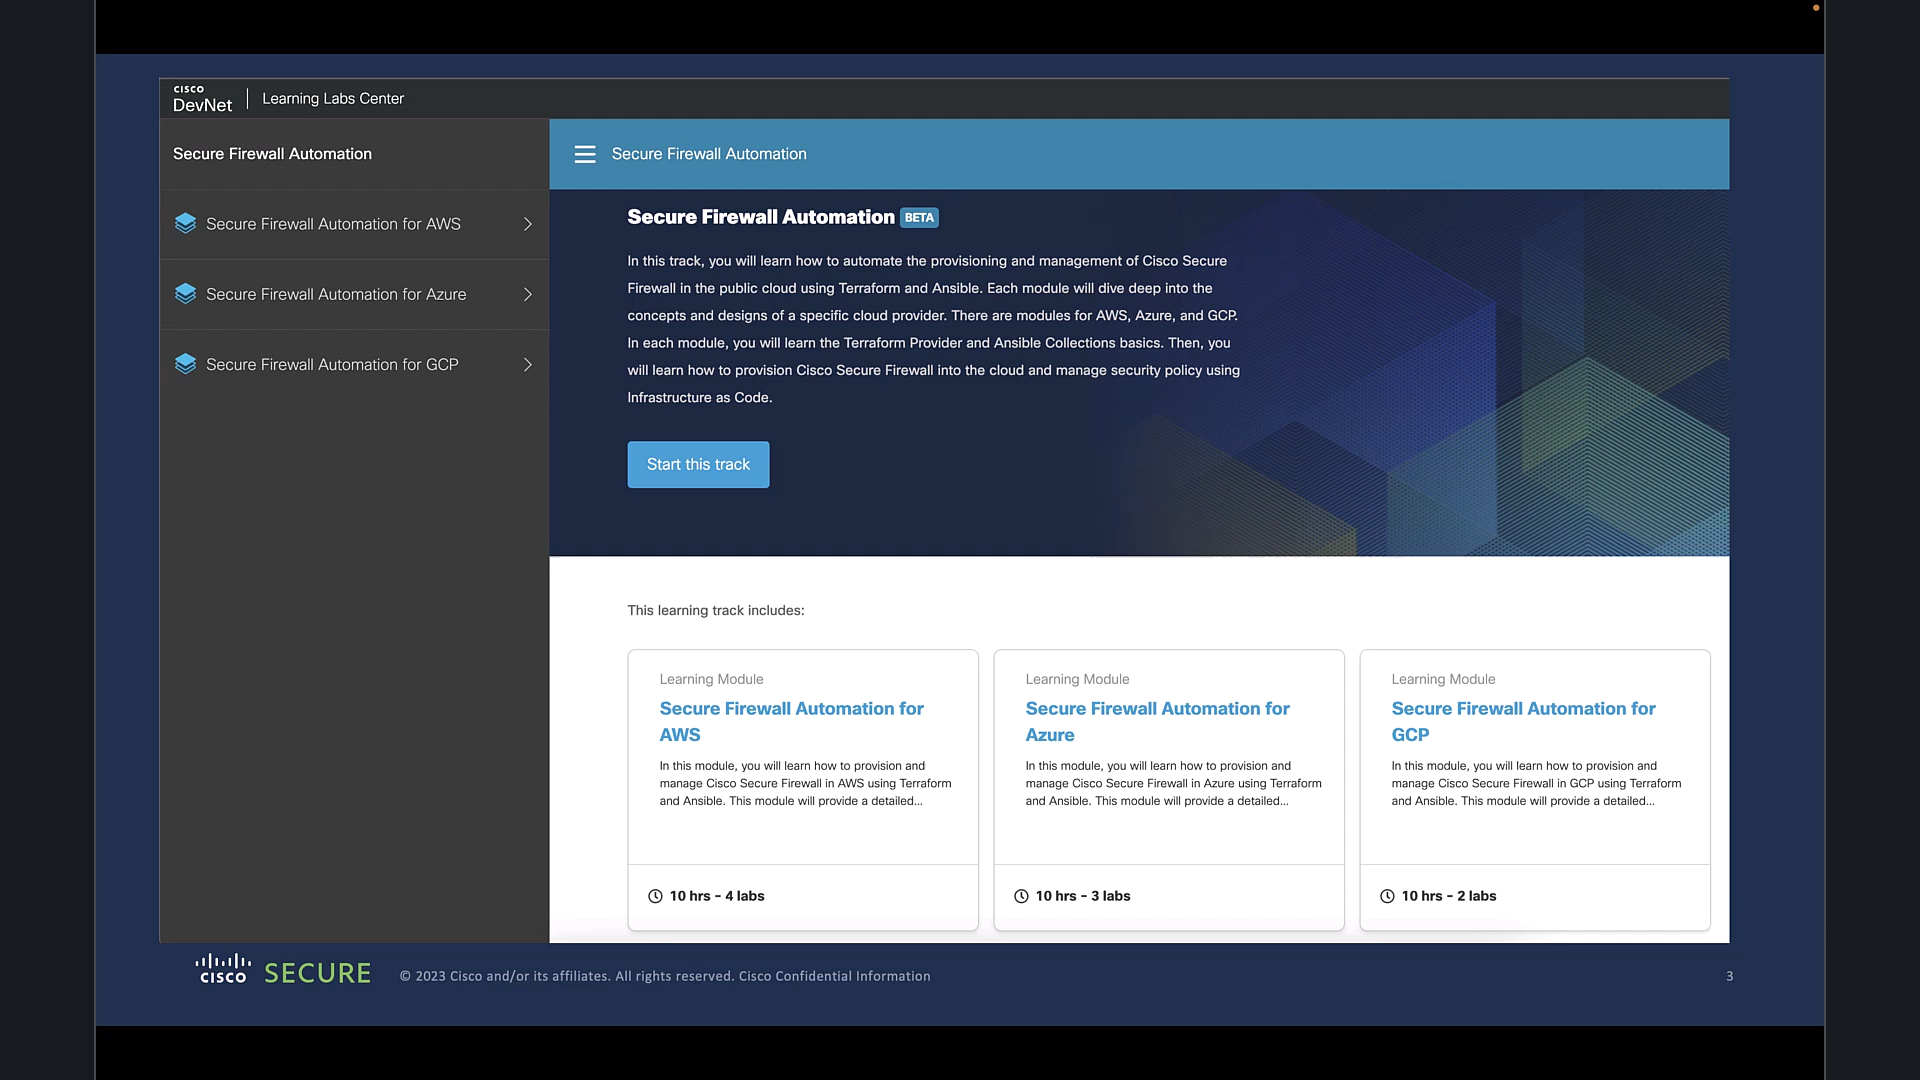 cisco
DevNet
Learning Labs Center
Secure Firewall Automation
Secure Firewall Automation for AWS
Secure Firewall Automation for Azure
Secure Firewall Automation for GCP
Secure Firewall Automation
Secure Firewall Automation BETA
In this track, you will learn how to automate the provisioning and management of Cisco Secure
Firewall in the public cloud using Terraform and Ansible. Each module will dive deep into the
concepts and designs of a specific cloud provider. There are modules for AWS, Azure, and GCP.
In each module, you will learn the Terraform Provider and Ansible Collections basics. Then, you
will learn how to provision Cisco Secure Firewall into the cloud and manage security policy using
Infrastructure as Code.
Start this track
This learning track includes:
Learning Module
Secure Firewall Automation for
AWS
In this module, you will learn how to provision and
manage Cisco Secure Firewall in AWS using Terraform
and Ansible. This module will provide a detailed...
10 hrs - 4 labs
Learning Module
Secure Firewall Automation for
Azure
In this module, you will learn how to provision and
manage Cisco Secure Firewall in Azure using Terraform
and Ansible. This module will provide a detailed...
10 hrs - 3 labs
Learning Module
Secure Firewall Automation for
GCP
In this module, you will learn how to provision and
manage Cisco Secure Firewall in GCP using Terraform
and Ansible. This module will provide a detailed...
10 hrs - 2 labs
cisco SECURE
© 2023 Cisco and/or its affiliates. All rights reserved. Cisco Confidential Information
3